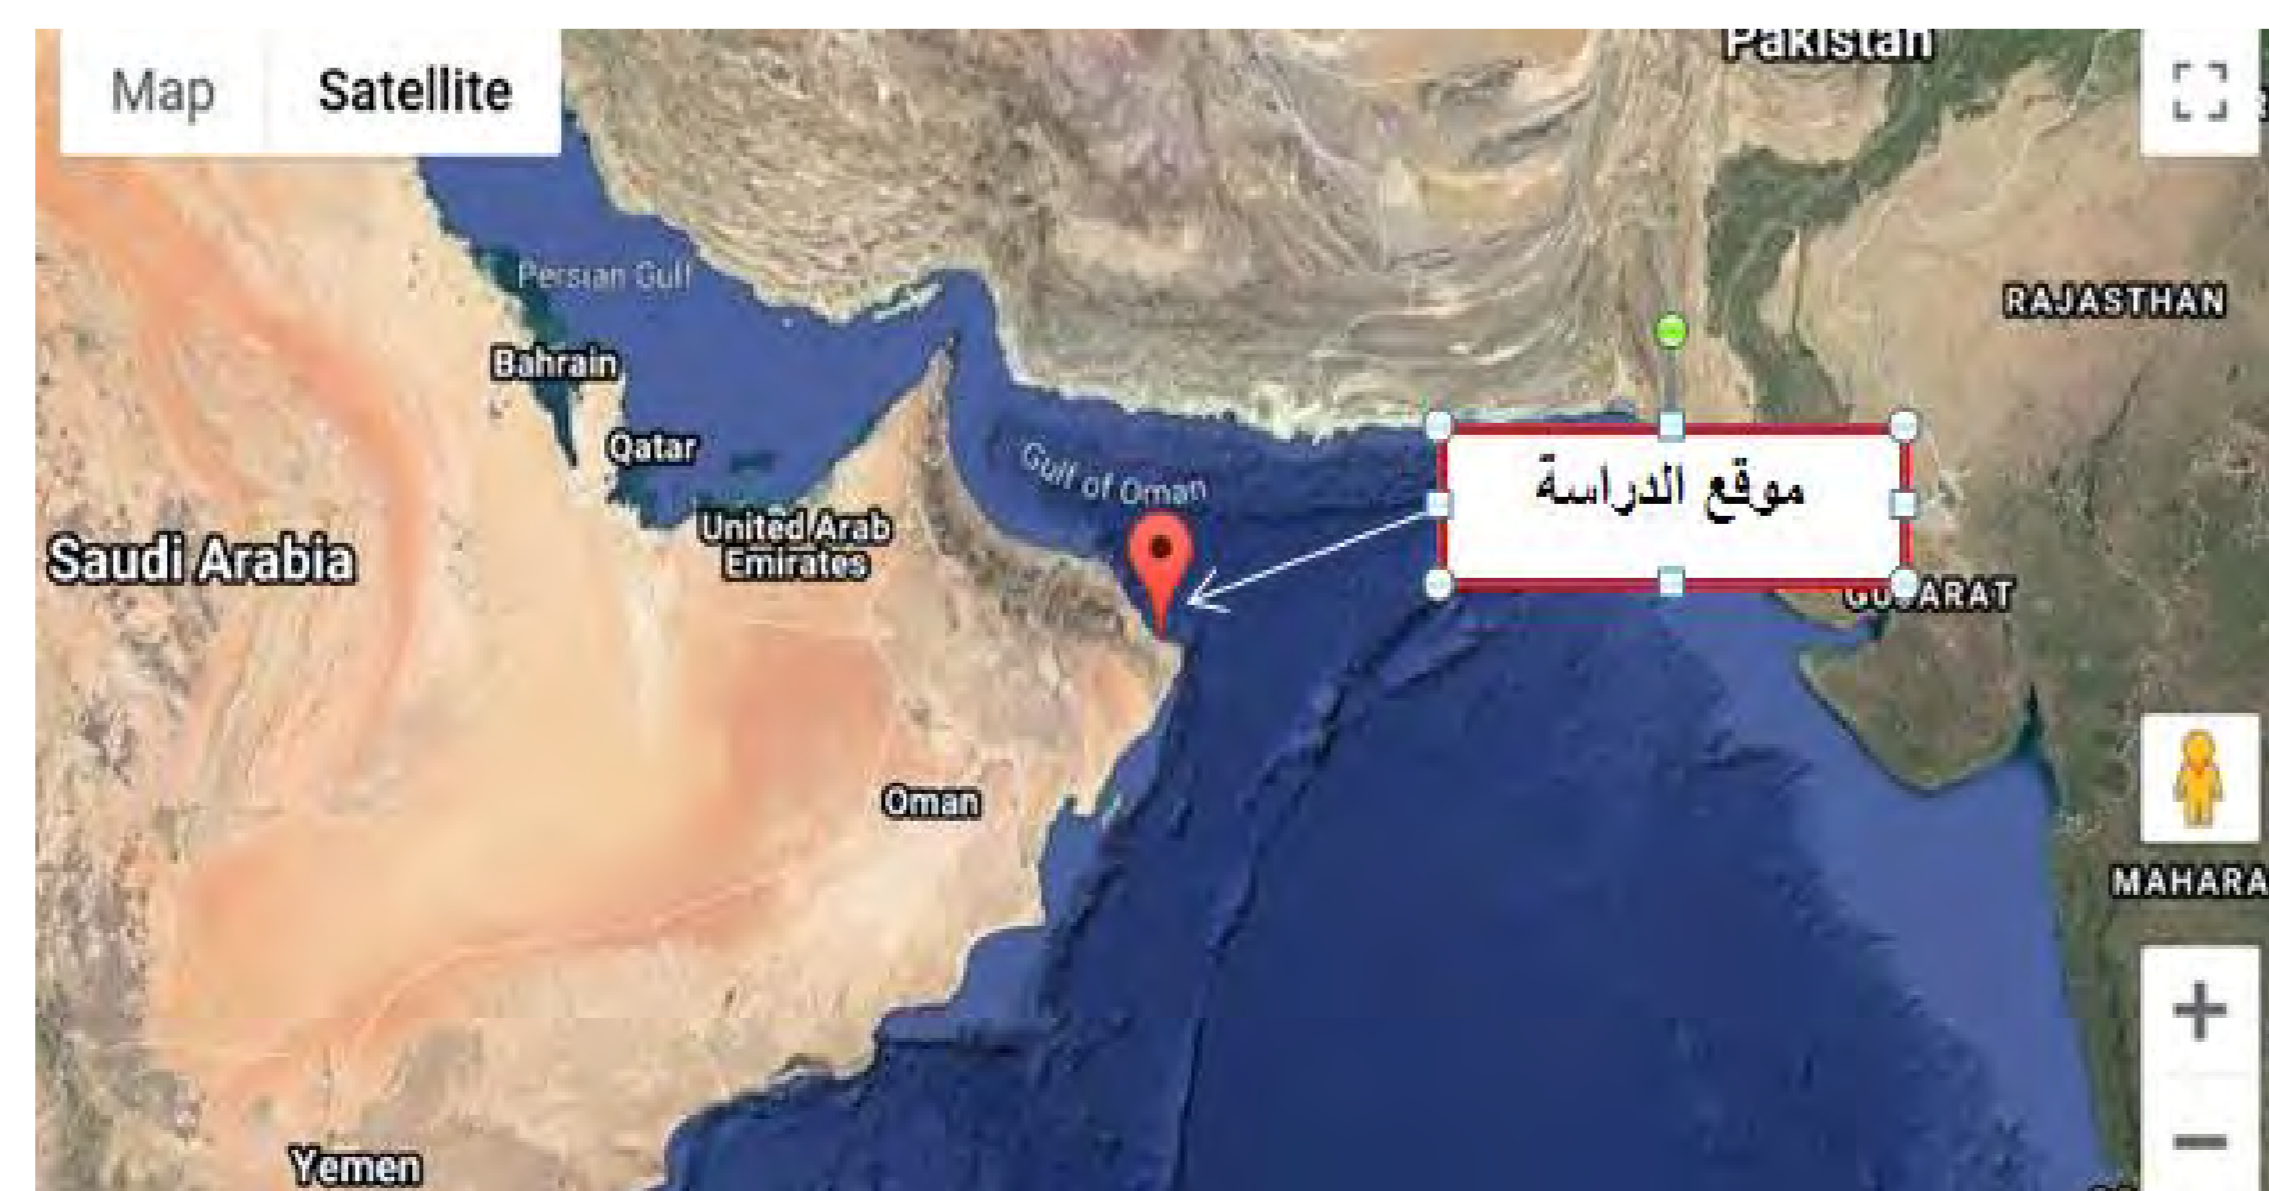 Pakistan
Map
Satellite
Persian Gulf
RAJASTHAN
Bahrain
Qatar
Gulf of Oman
موقع الدراسة
United Arab
Emirates
Saudi Arabia
GUJARAT
Oman
MAHARA
Yemen